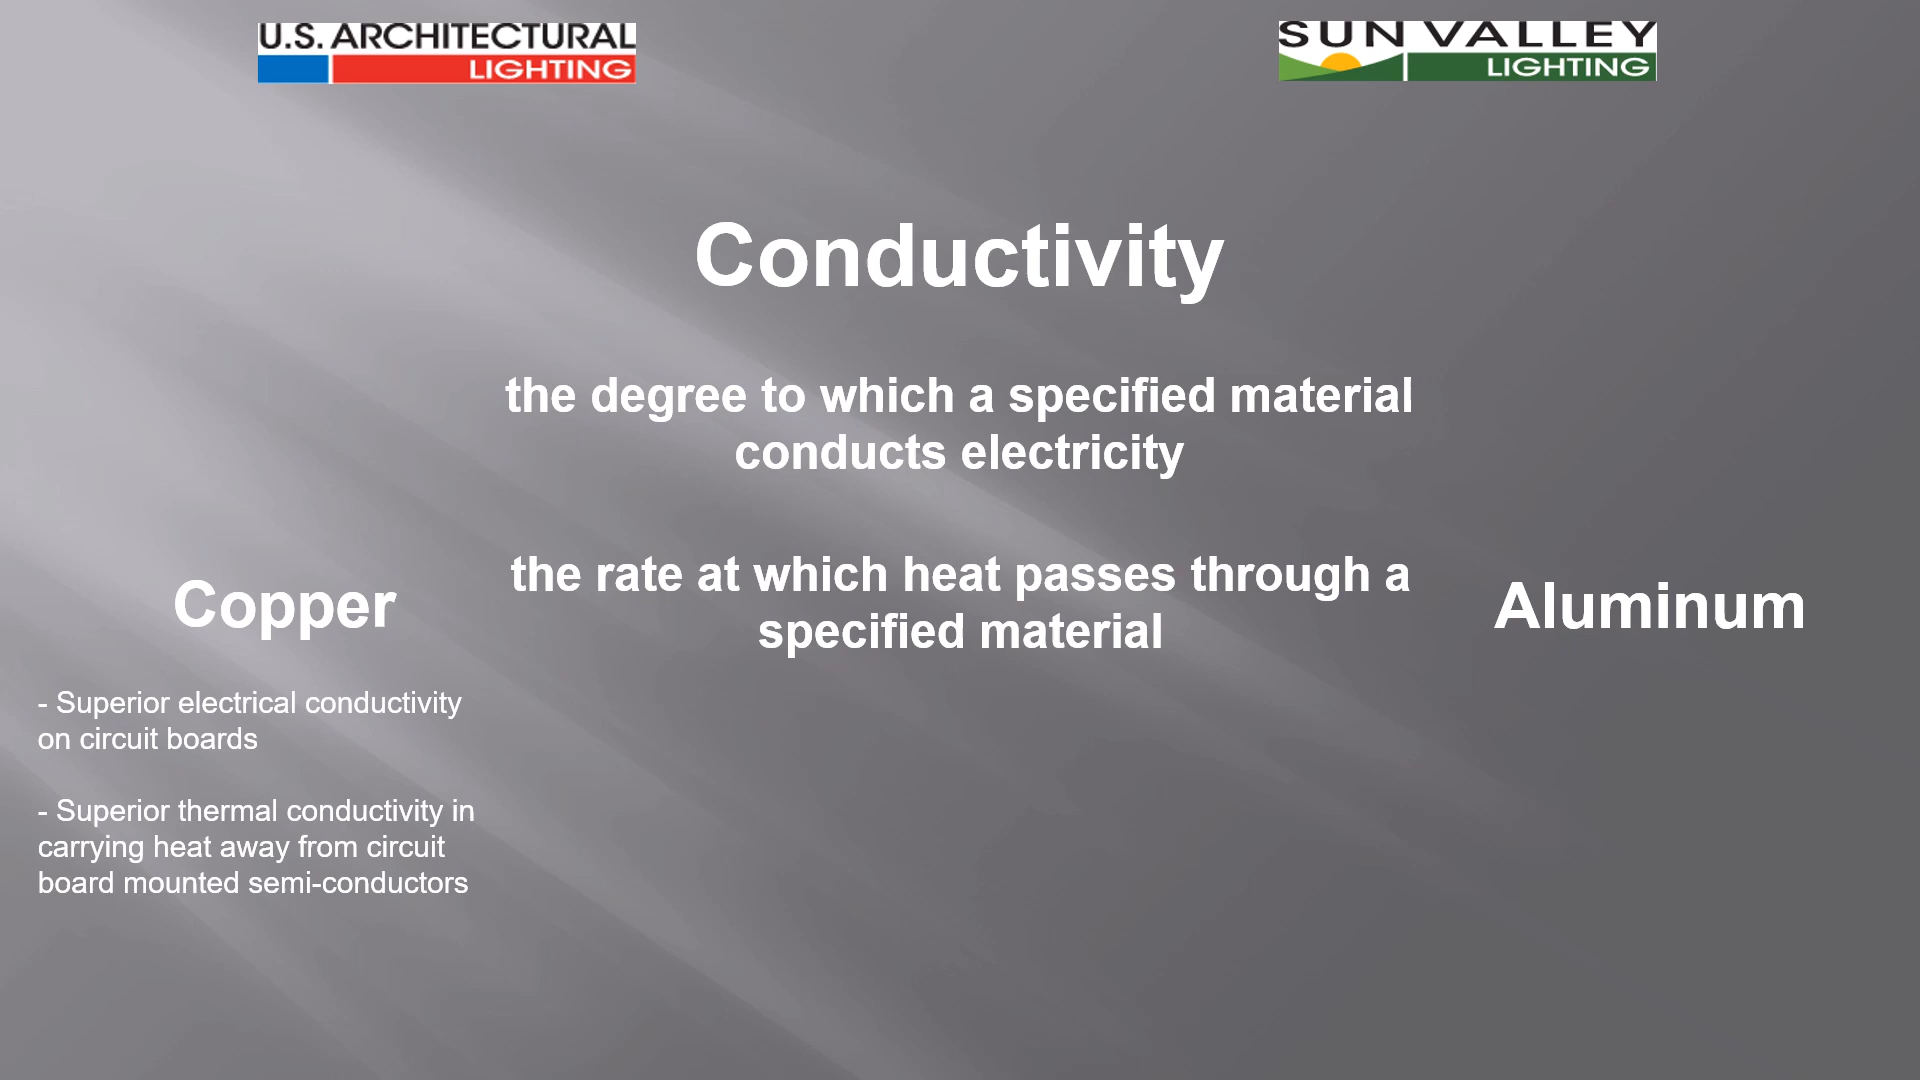 U.S. ARCHITECTURAL
LIGHTING
SUN VALLEY
LIGHTING
Conductivity
the degree to which a specified material
conducts electricity
the rate at which heat passes through a
specified material
Copper
- Superior electrical conductivity
on circuit boards
- Superior thermal conductivity in
carrying heat away from circuit
board mounted semi-conductors
Aluminum